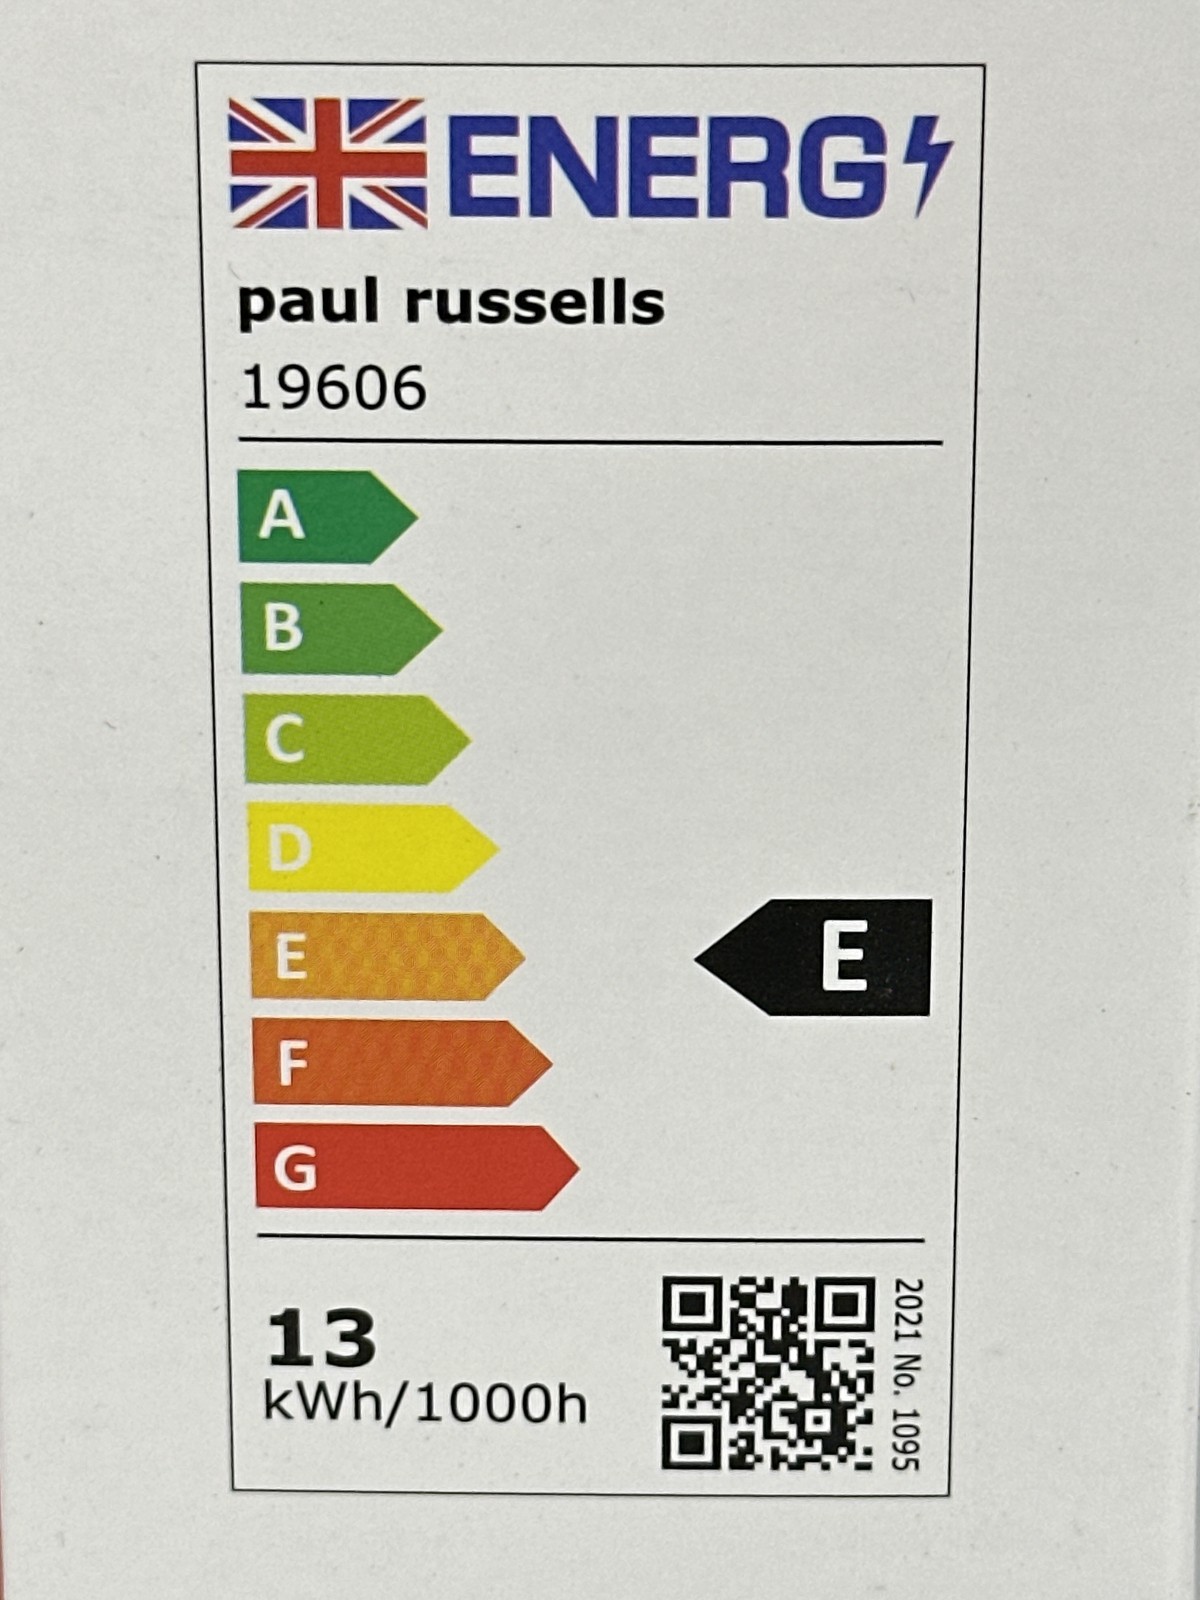 ENERG
paul russells
19606
A
B
C
D
E
E
F
G
13
kWh/1000h
2021 No. 1095